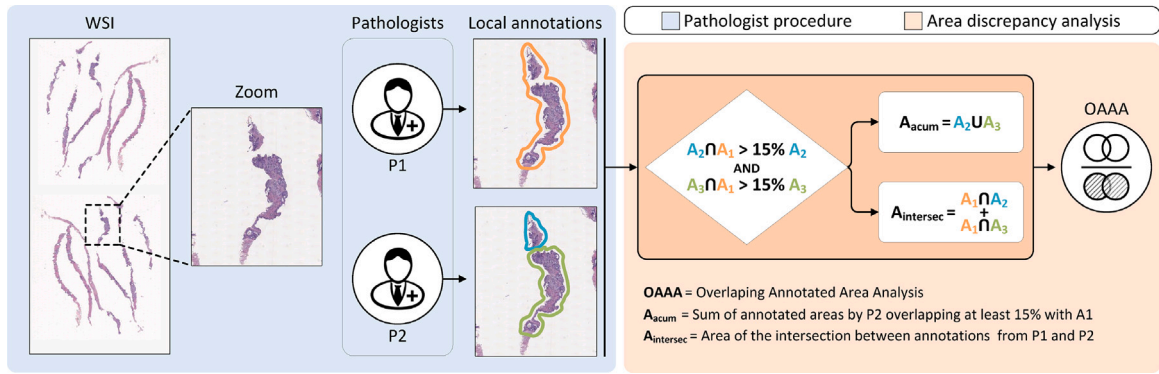 WSI
Zoom
Pathologists
P1
P2
Local annotations
Pathologist procedure
Area discrepancy analysis
A₂∩A₁ > 15% A₂
AND
A₃∩A₁ > 15% A₃
Aacum = A₂UA₃
Aintersec = A₁∩A₂
+
A₁∩A₃
OAAA
OAAA = Overlaping Annotated Area Analysis
Aacum = Sum of annotated areas by P2 overlapping at least 15% with A1
Aintersec = Area of the intersection between annotations from P1 and P2